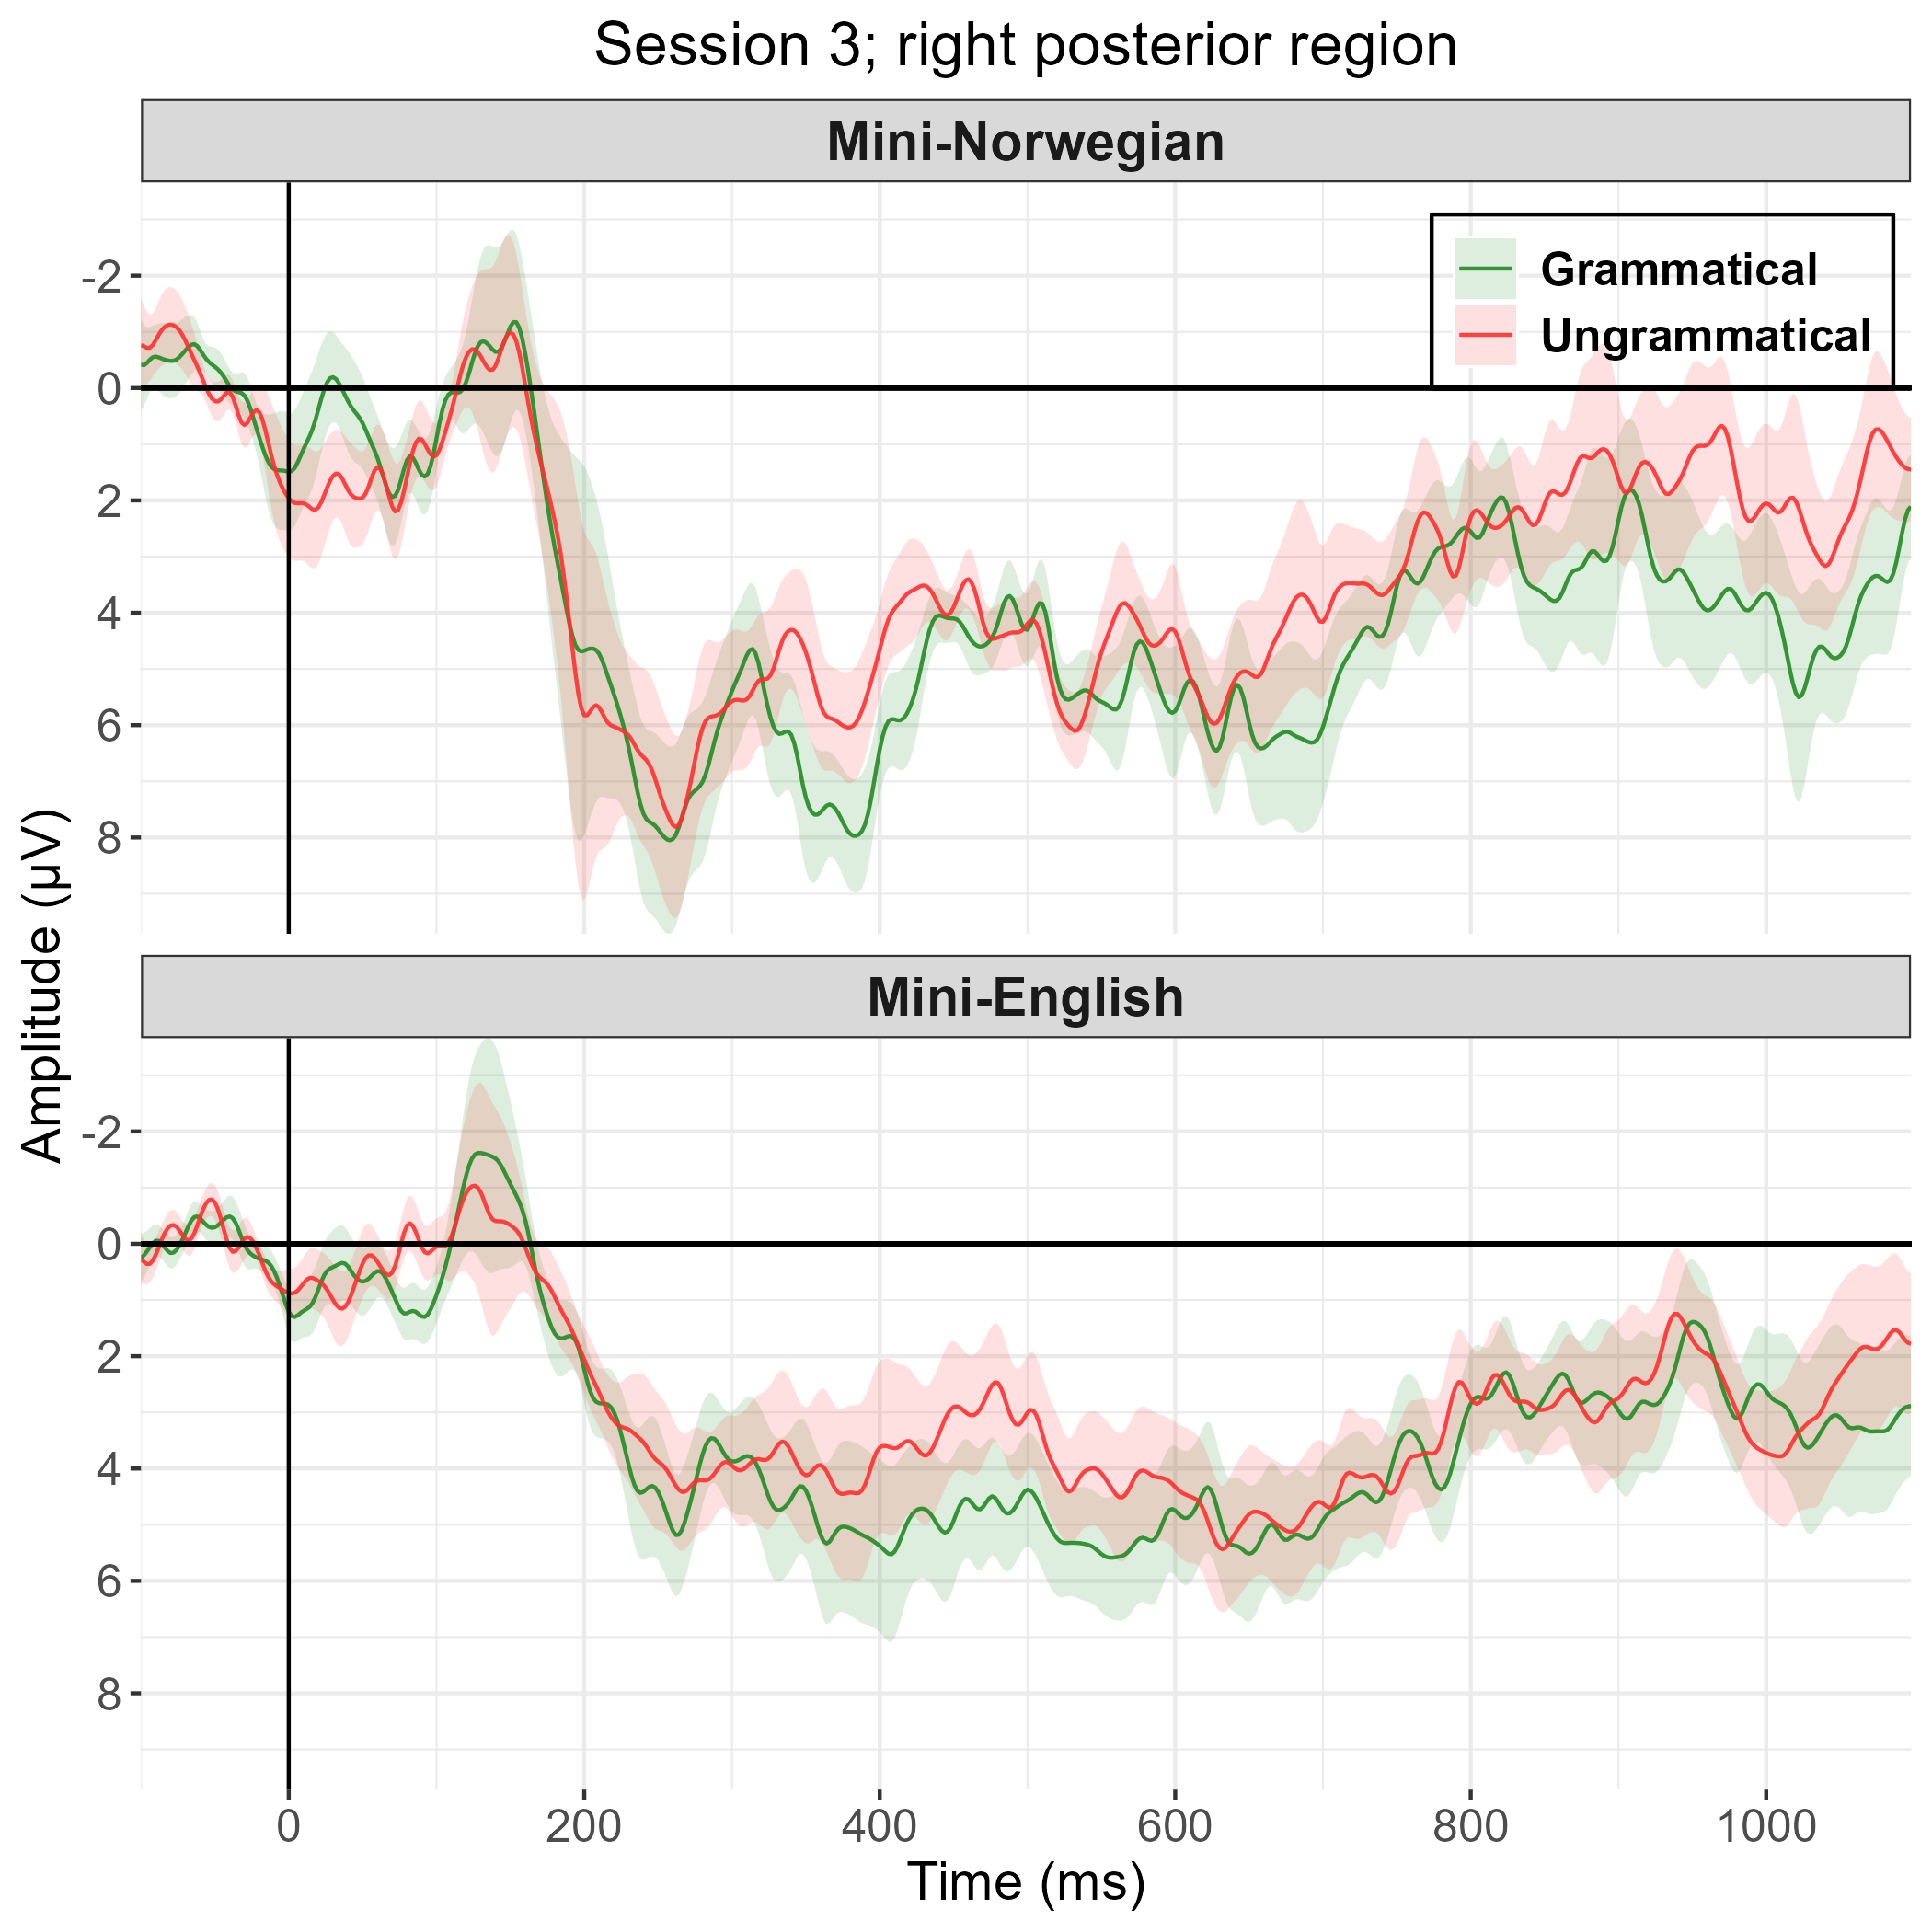 Session 3; right posterior region
Mini-Norwegian
Grammatical
Ungrammatical
-2
0
2
4
6
8
Amplitude (µV)
Mini-English
-2
0
2
4
6
8
0 200 400 600 800 1000
Time (ms)